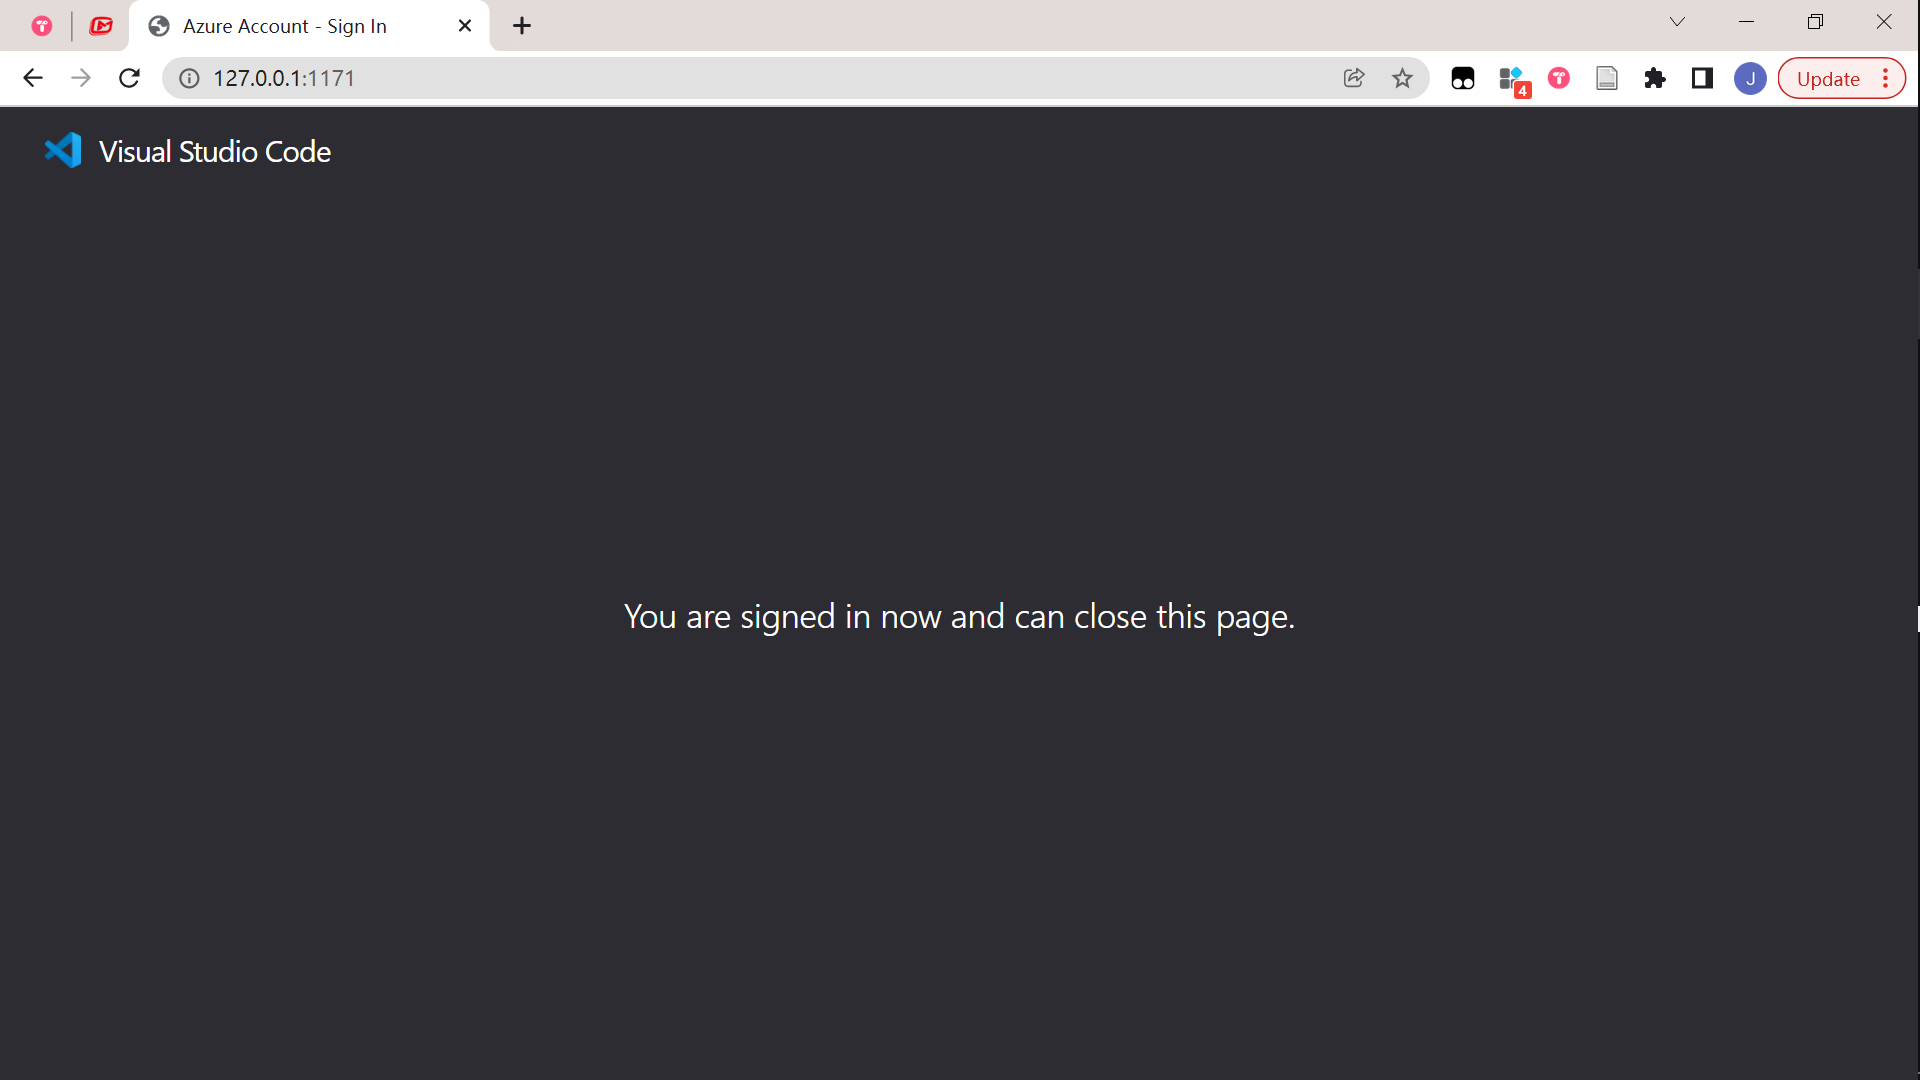 Azure Account - Sign In
127.0.0.1:1171
4
J
Update
Visual Studio Code
You are signed in now and can close this page.